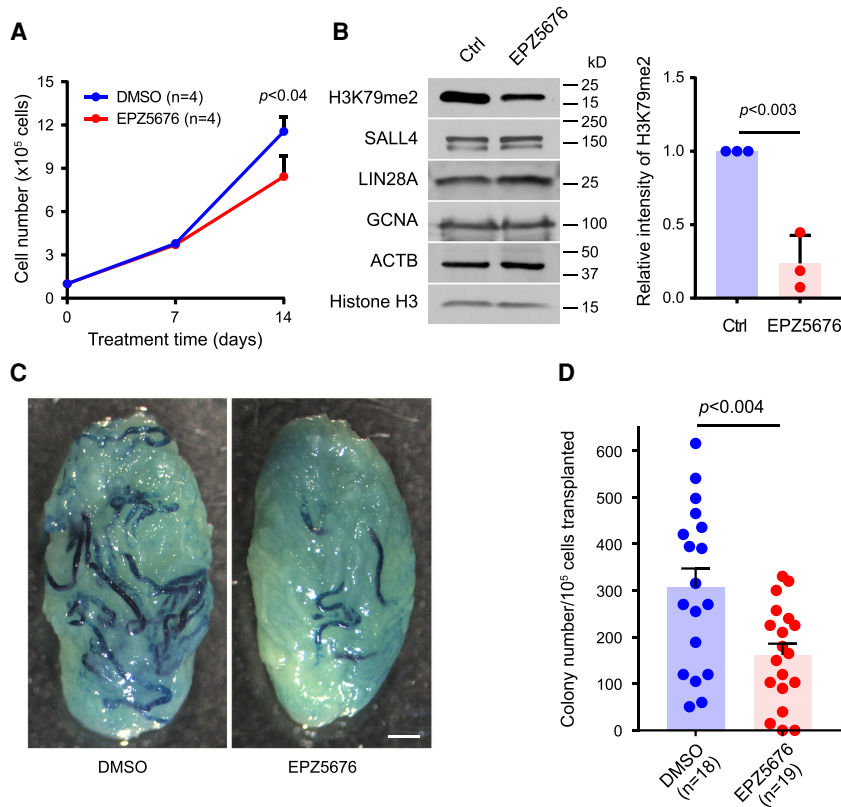 A
15
12
9
6
3
0
Cell number (x10⁵ cells)
DMSO (n=4)
EPZ5676 (n=4)
p<0.04
0 7 14
Treatment time (days)
B
Ctrl EPZ5676 kD
H3K79me2
25
15
SALL4
250
150
LIN28A
25
GCNA
100
ACTB
50
37
Histone H3
15
Relative intensity of H3K79me2
1.5
1.0
0.5
0.0
p<0.003
Ctrl EPZ5676
C
DMSO EPZ5676
D
p<0.004
Colony number/10⁵ cells transplanted
600
500
400
300
200
100
0
DMSO
(n=18)
EPZ5676
(n=19)